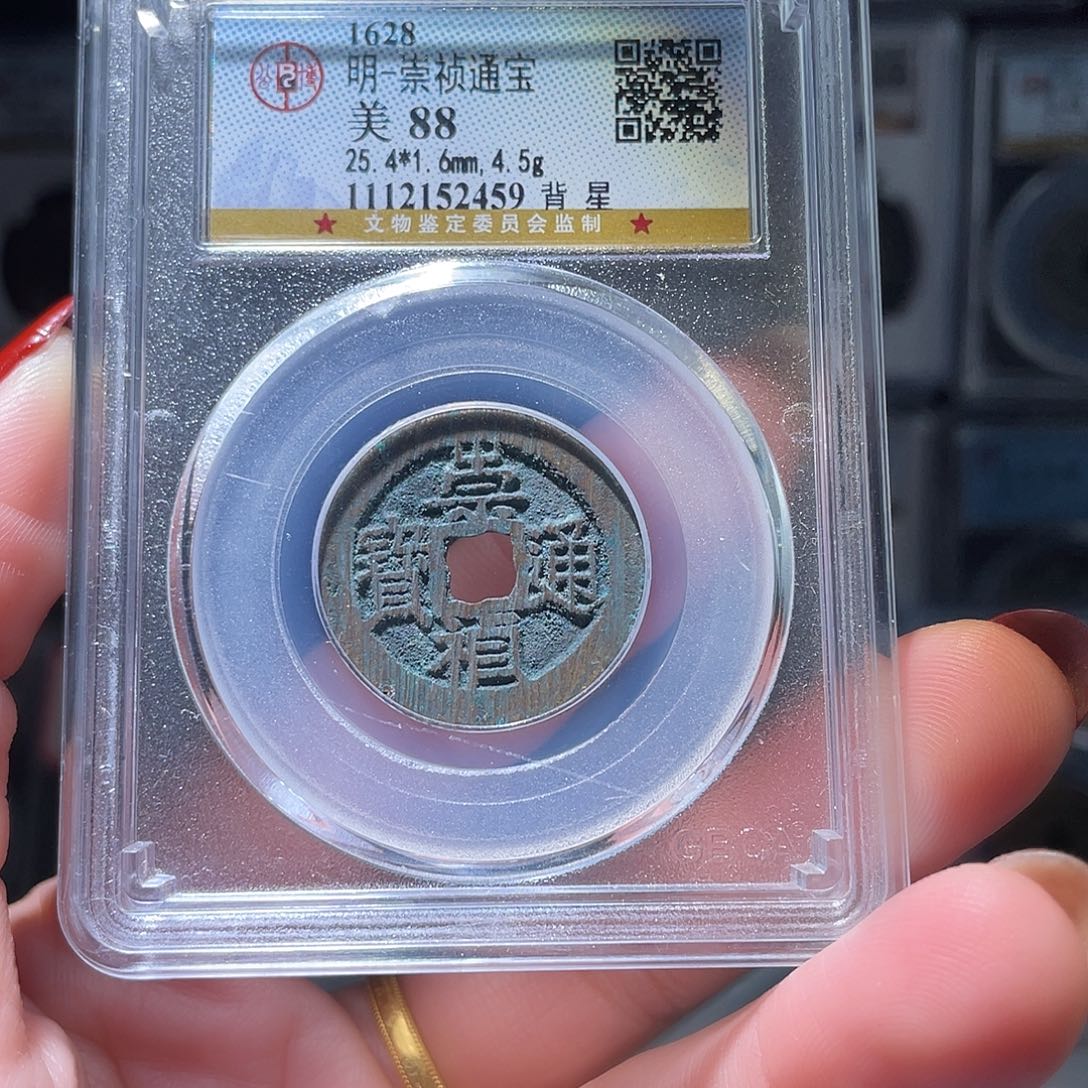 1628
明-崇祯通宝
美 88
25.4*1.6mm, 4.5g
1112152459 背 星
文物鉴定委员会监制
崇
寶 通
禎